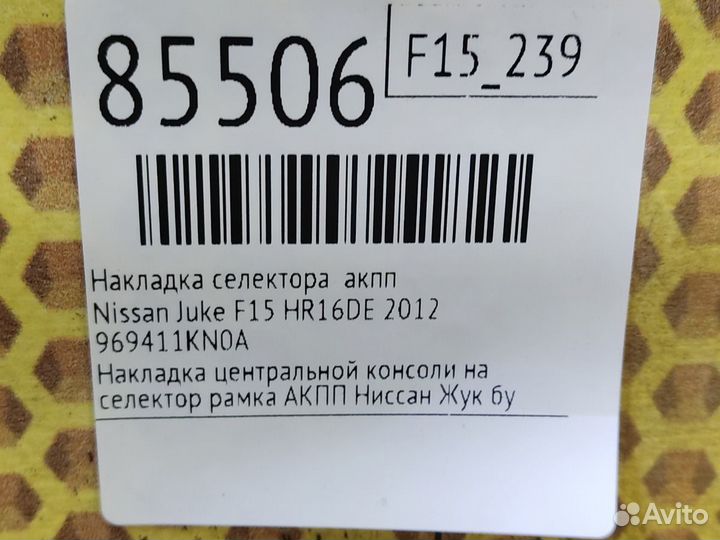 85506
F15_239
Накладка селектора акпп
Nissan Juke F15 HR16DE 2012
969411KN0A
Накладка центральной консоли на
селектор рамка АКПП Ниссан Жук бу
Avito